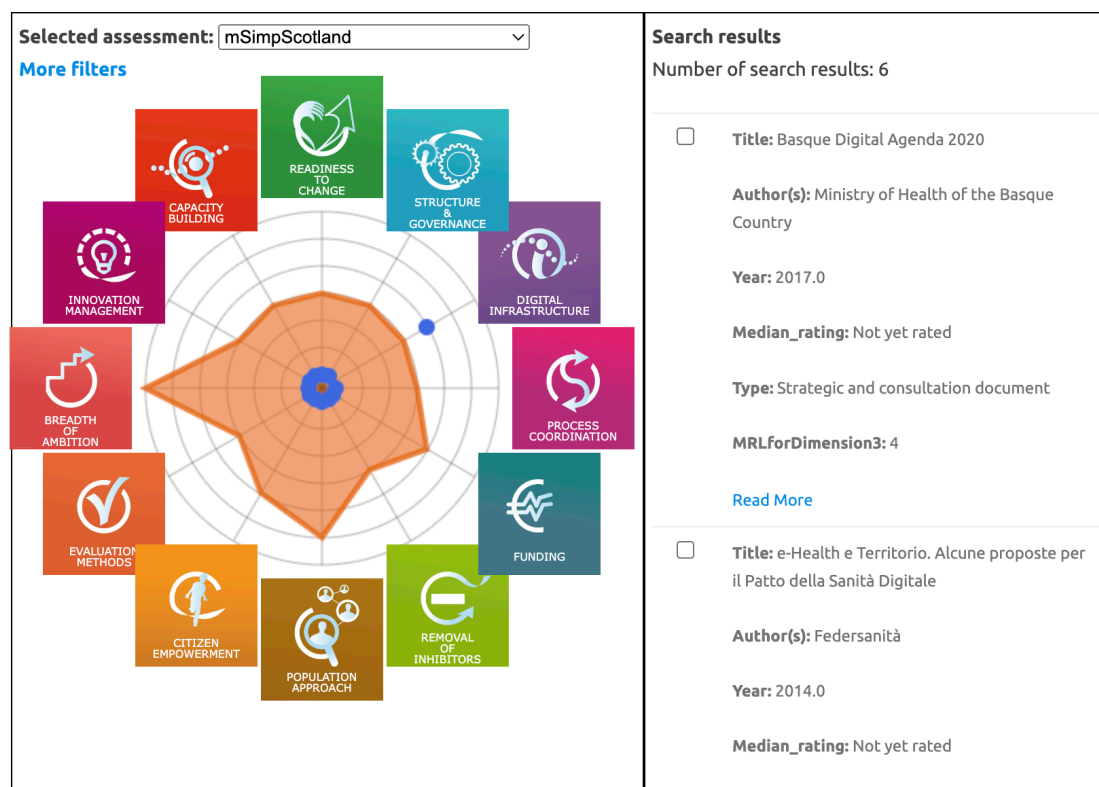 Selected assessment: mSimpScotland
More filters
READINESS
TO
CHANGE
STRUCTURE
&
GOVERNANCE
DIGITAL
INFRASTRUCTURE
PROCESS
COORDINATION
FUNDING
REMOVAL
OF
INHIBITORS
POPULATION
APPROACH
CITIZEN
EMPOWERMENT
EVALUATION
METHODS
BREADTH
OF
AMBITION
INNOVATION
MANAGEMENT
CAPACITY
BUILDING
Search results
Number of search results: 6
Title: Basque Digital Agenda 2020
Author(s): Ministry of Health of the Basque
Country
Year: 2017.0
Median_rating: Not yet rated
Type: Strategic and consultation document
MRLforDimension3: 4
Read More
Title: e-Health e Territorio. Alcune proposte per
il Patto della Sanità Digitale
Author(s): Federsanità
Year: 2014.0
Median_rating: Not yet rated